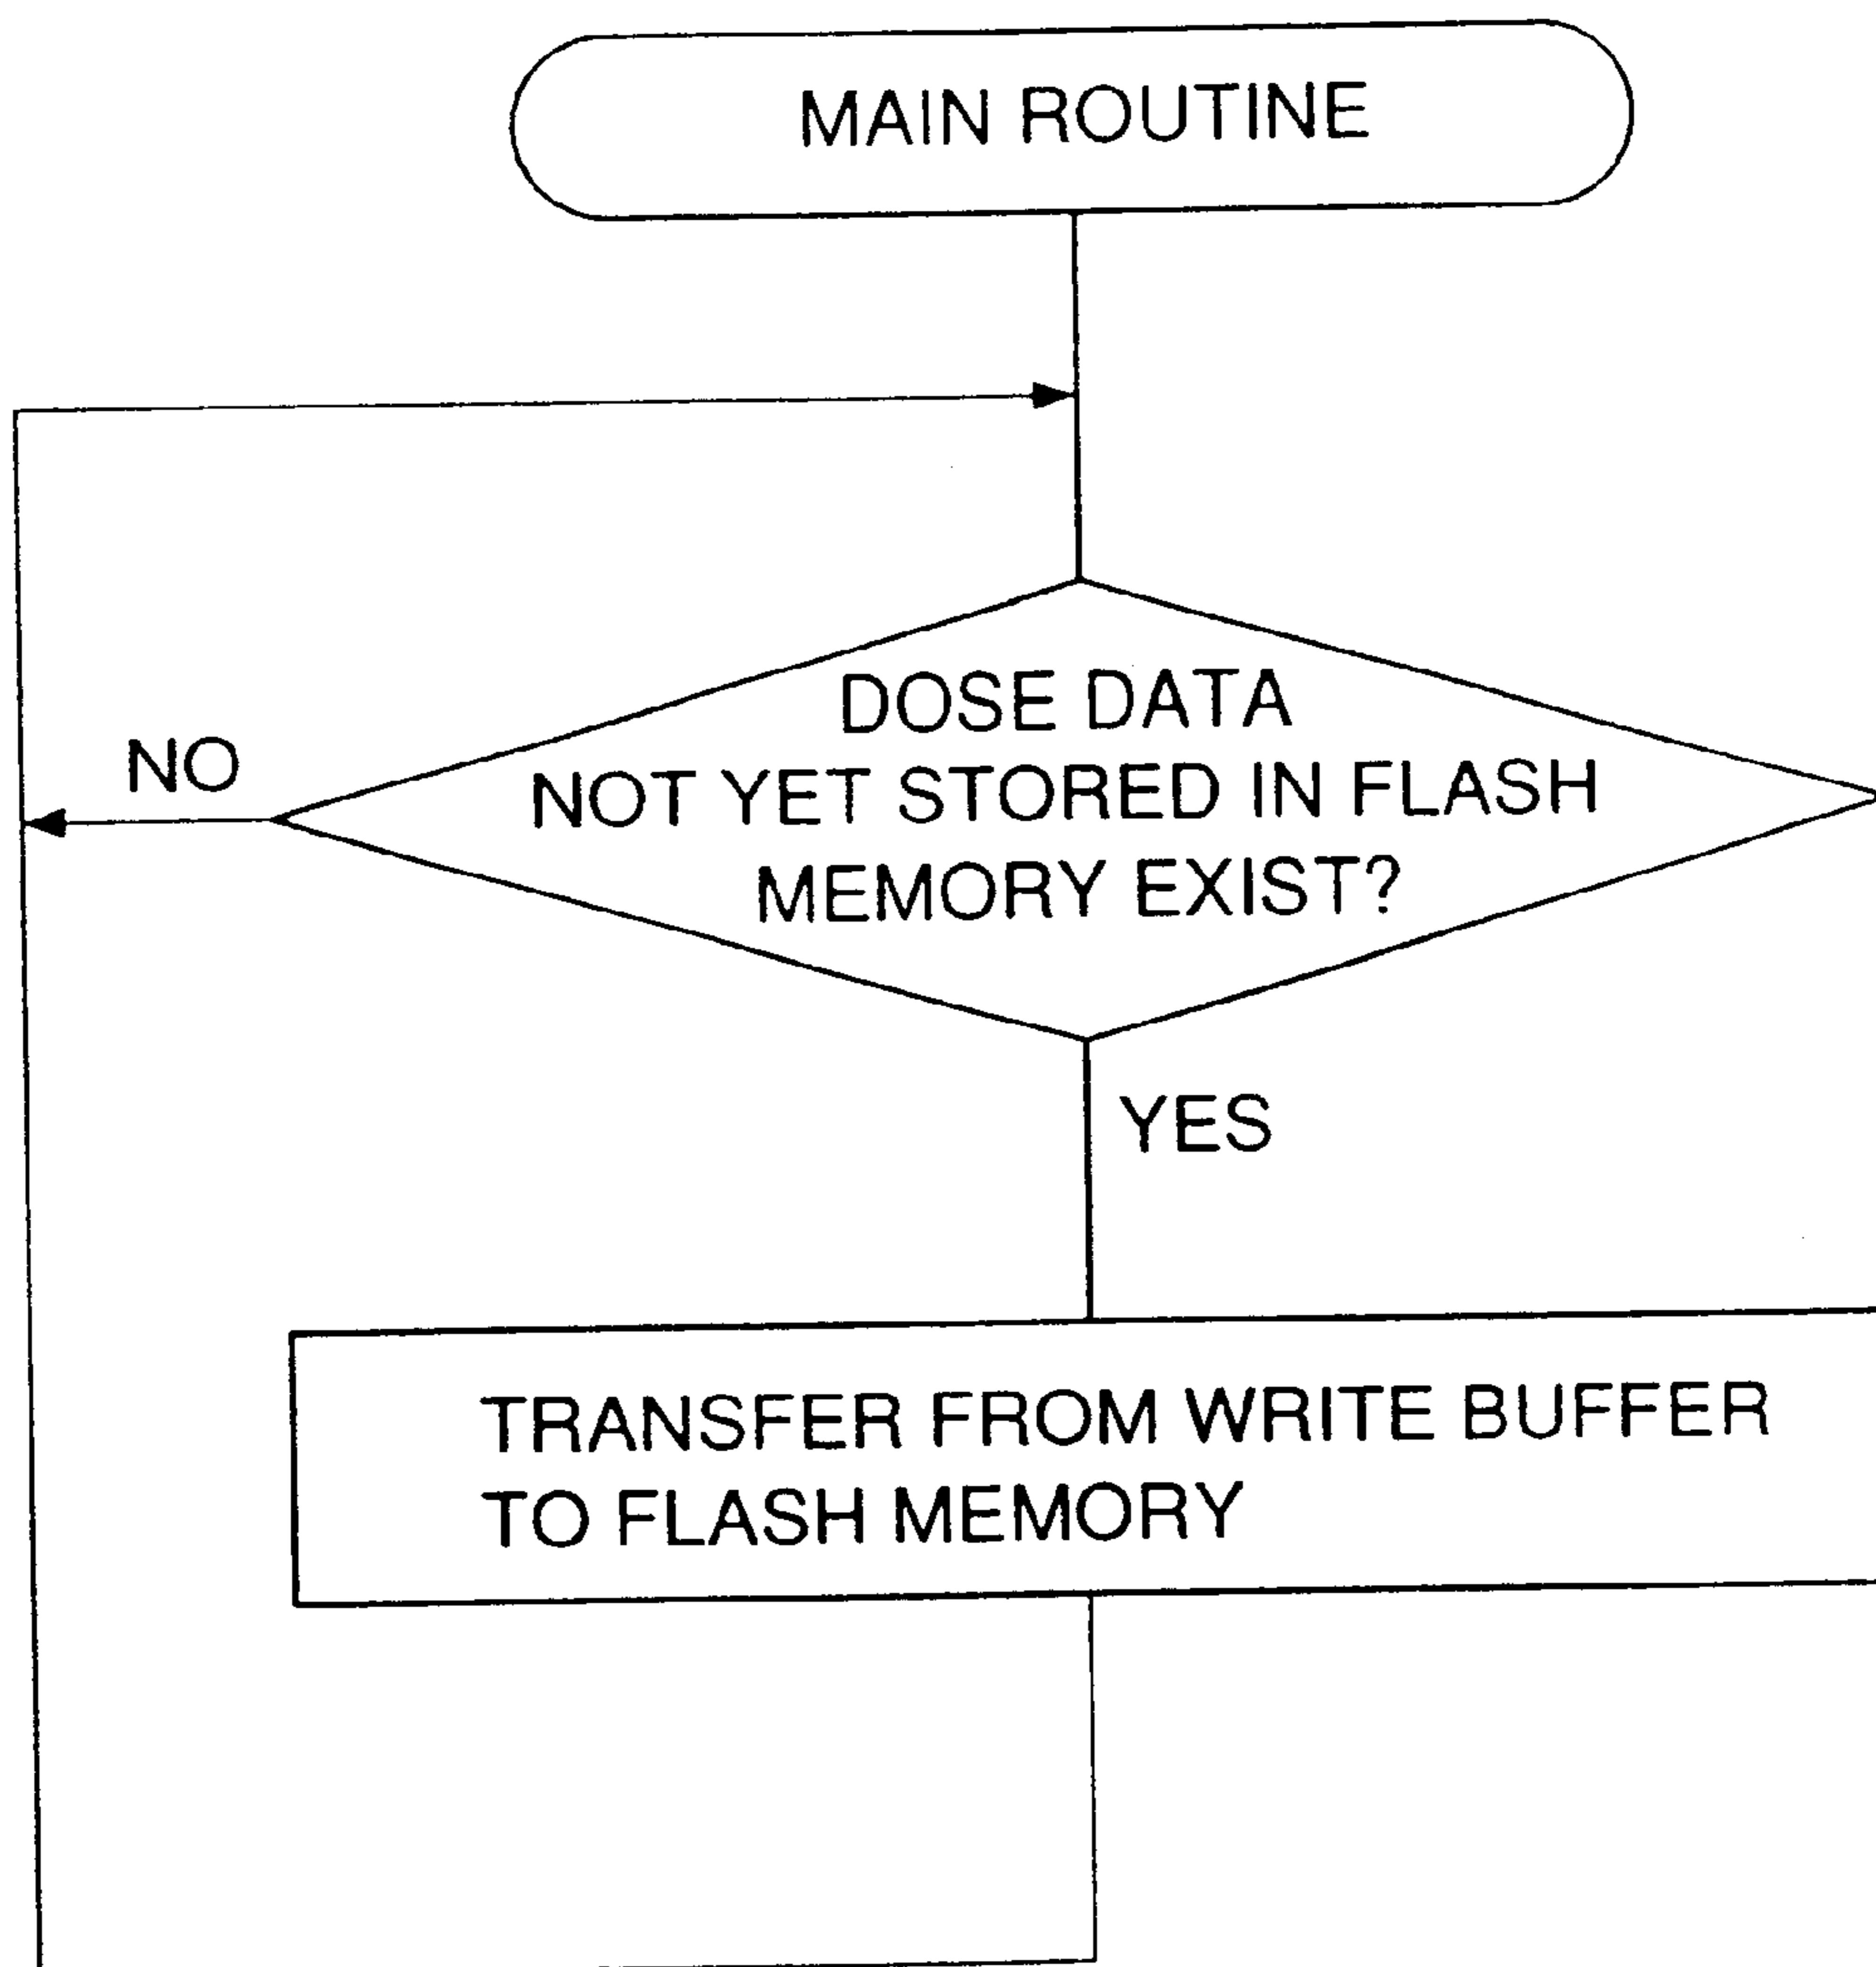 MAIN ROUTINE
DOSE DATA
NOT YET STORED IN FLASH
MEMORY EXIST?
NO
YES
TRANSFER FROM WRITE BUFFER
TO FLASH MEMORY